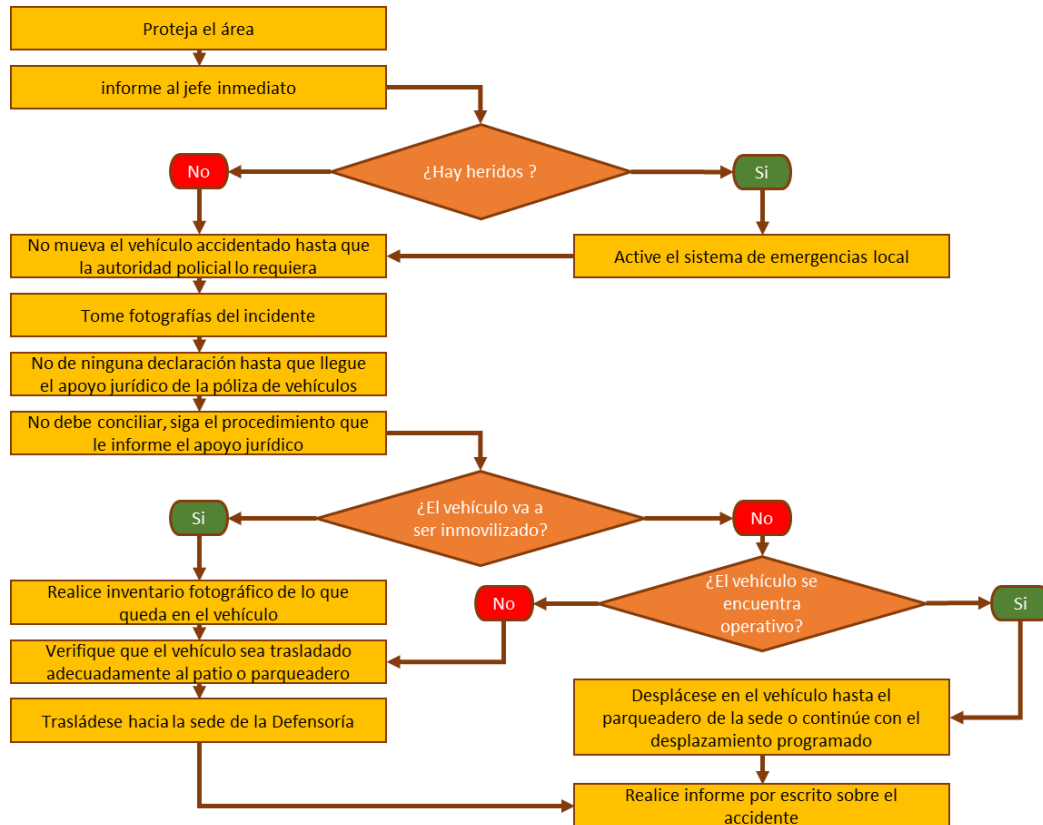 Proteja el área
informe al jefe inmediato
¿Hay heridos ?
No
Si
No mueva el vehículo accidentado hasta que
la autoridad policial lo requiera
Active el sistema de emergencias local
Tome fotografías del incidente
No de ninguna declaración hasta que llegue
el apoyo jurídico de la póliza de vehículos
No debe conciliar, siga el procedimiento que
le informe el apoyo jurídico
¿El vehículo va a
ser inmovilizado?
Si
No
Realice inventario fotográfico de lo que
queda en el vehículo
¿El vehículo se
encuentra
operativo?
No
Si
Verifique que el vehículo sea trasladado
adecuadamente al patio o parqueadero
Trasládese hacia la sede de la Defensoría
Desplácese en el vehículo hasta el
parqueadero de la sede o continúe con el
desplazamiento programado
Realice informe por escrito sobre el
accidente